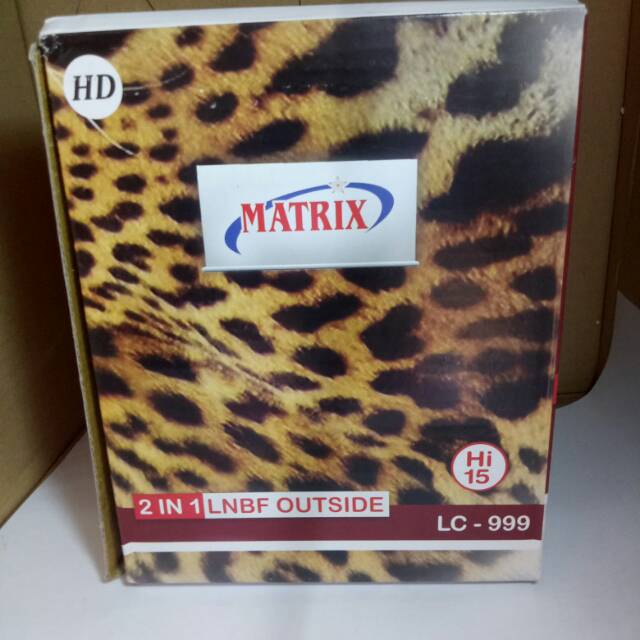 HD
MATRIX
Hi
15
2 IN 1 LNBF OUTSIDE
LC - 999